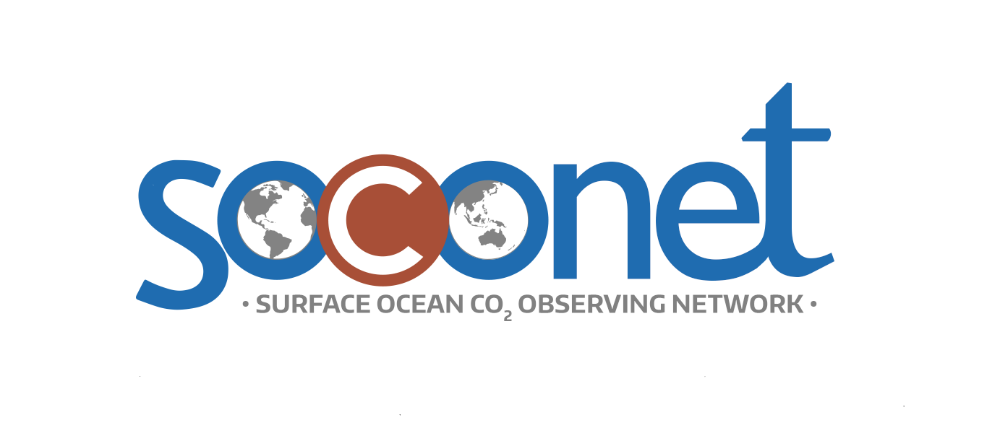 soconet
• SURFACE OCEAN CO₂ OBSERVING NETWORK •